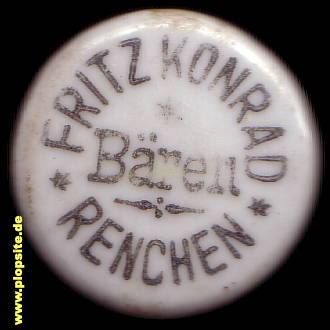 FRITZ KONRAD
Bären
RENCHEN
www.plopsite.de